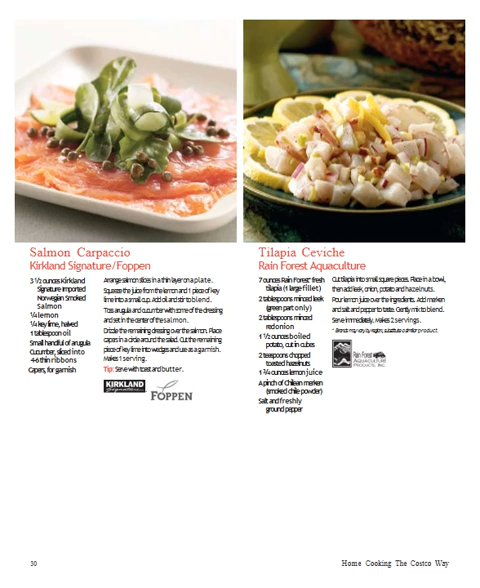 Salmon Carpaccio
Kirkland Signature/Foppen
3 ½ ounces Kirkland
Signature imported
Norwegian Smoked
Salmon
¼ lemon
¼ key lime, halved
1 tablespoon oil
Small handful of arugula
Cucumber, sliced into
4-6 thin ribbons
Capers, for garnish
Arrange salmon slices in a thin layer on a plate.
Squeeze the juice from the lemon and 1 piece of key
lime into a small cup. Add oil and stir to blend.
Toss arugula and cucumber with some of the dressing
and set in the center of the salmon.
Drizzle the remaining dressing over the salmon. Place
capers in a circle around the salad. Cut the remaining
piece of key lime into wedges and use as a garnish.
Makes 1 serving.
Tip: Serve with toast and butter.
KIRKLAND
Signature
FOPPEN
Tilapia Ceviche
Rain Forest Aquaculture
7 ounces Rain Forest* fresh
tilapia (1 large fillet)
2 tablespoons minced leek
(green part only)
2 tablespoons minced
red onion
1 ½ ounces boiled
potato, cut in cubes
2 teaspoons chopped
toasted hazelnuts
1 ¾ ounces lemon juice
A pinch of Chilean merken
(smoked chile powder)
Salt and freshly
ground pepper
Cut tilapia into small square pieces. Place in a bowl,
then add leek, onion, potato and hazelnuts.
Pour lemon juice over the ingredients. Add merken
and salt and pepper to taste. Gently mix to blend.
Serve immediately. Makes 2 servings.
* Brands may vary by region; substitute a similar product.
Rain Forest
AQUACULTURE
PRODUCTS, INC.
30
Home Cooking The Costco Way